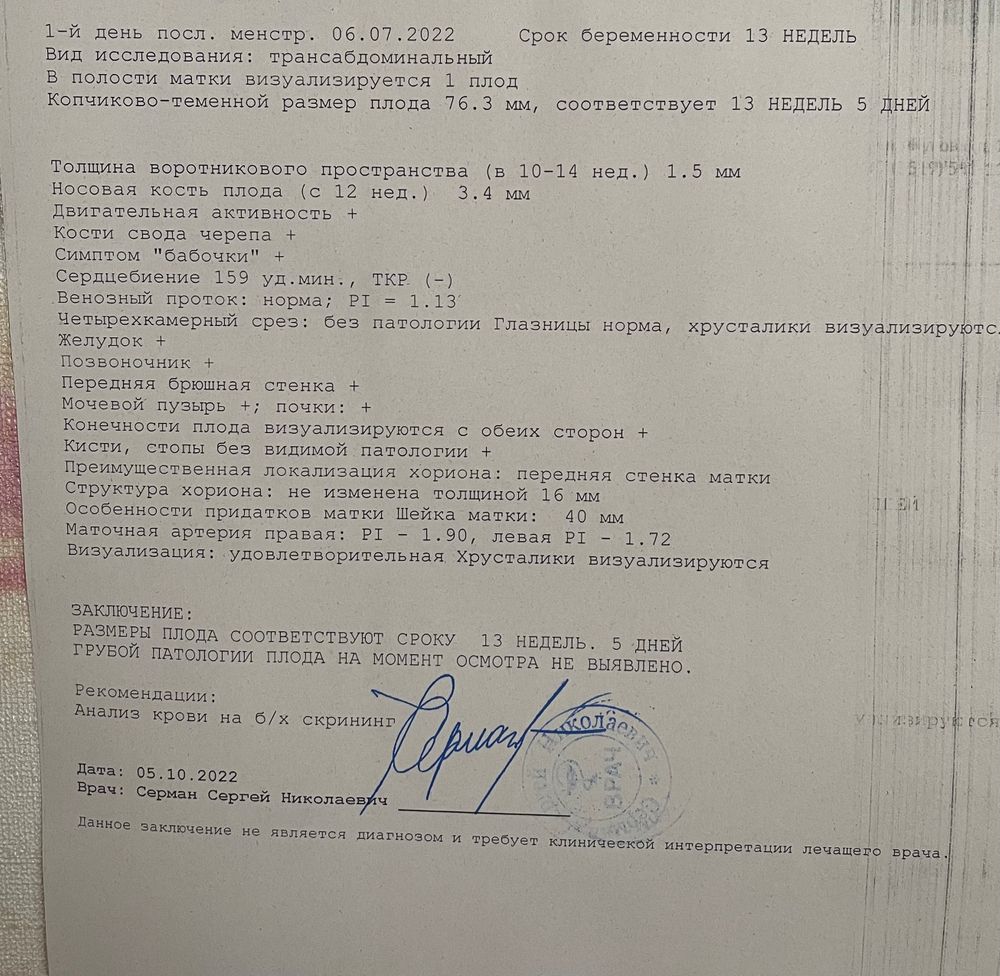 1-й день посл. менстр. 06.07.2022 Срок беременности 13 НЕДЕЛЬ
Вид исследования: трансабдоминальный
В полости матки визуализируется 1 плод
Копчиково-теменной размер плода 76.3 мм, соответствует 13 НЕДЕЛЬ 5 ДНЕЙ
Толщина воротникового пространства (в 10-14 нед.) 1.5 мм
Носовая кость плода (с 12 нед.) 3.4 мм
Двигательная активность +
Кости свода черепа +
Симптом "бабочки" +
Сердцебиение 159 уд.мин., ТКР (-)
Венозный проток: норма; PI = 1.13
Четырехкамерный срез: без патологии Глазницы норма, хрусталики визуализируютс
Желудок +
Позвоночник +
Передняя брюшная стенка +
Мочевой пузырь +; почки: +
Конечности плода визуализируются с обеих сторон +
Кисти, стопы без видимой патологии +
Преимущественная локализация хориона: передняя стенка матки
Структура хориона: не изменена толщиной 16 мм
Особенности придатков матки Шейка матки: 40 мм
Маточная артерия правая: PI - 1.90, левая PI - 1.72
Визуализация: удовлетворительная Хрусталики визуализируются
ЗАКЛЮЧЕНИЕ:
РАЗМЕРЫ ПЛОДА СООТВЕТСТВУЮТ СРОКУ 13 НЕДЕЛЬ. 5 ДНЕЙ
ГРУБОЙ ПАТОЛОГИИ ПЛОДА НА МОМЕНТ ОСМОТРА НЕ ВЫЯВЛЕНО.
Рекомендации:
Анализ крови на б/х скрининг
Серман
Николаевич
ВРАЧ
Дата: 05.10.2022
Врач: Серман Сергей Николаевич
Данное заключение не является диагнозом и требует клинической интерпретации лечащего врача.